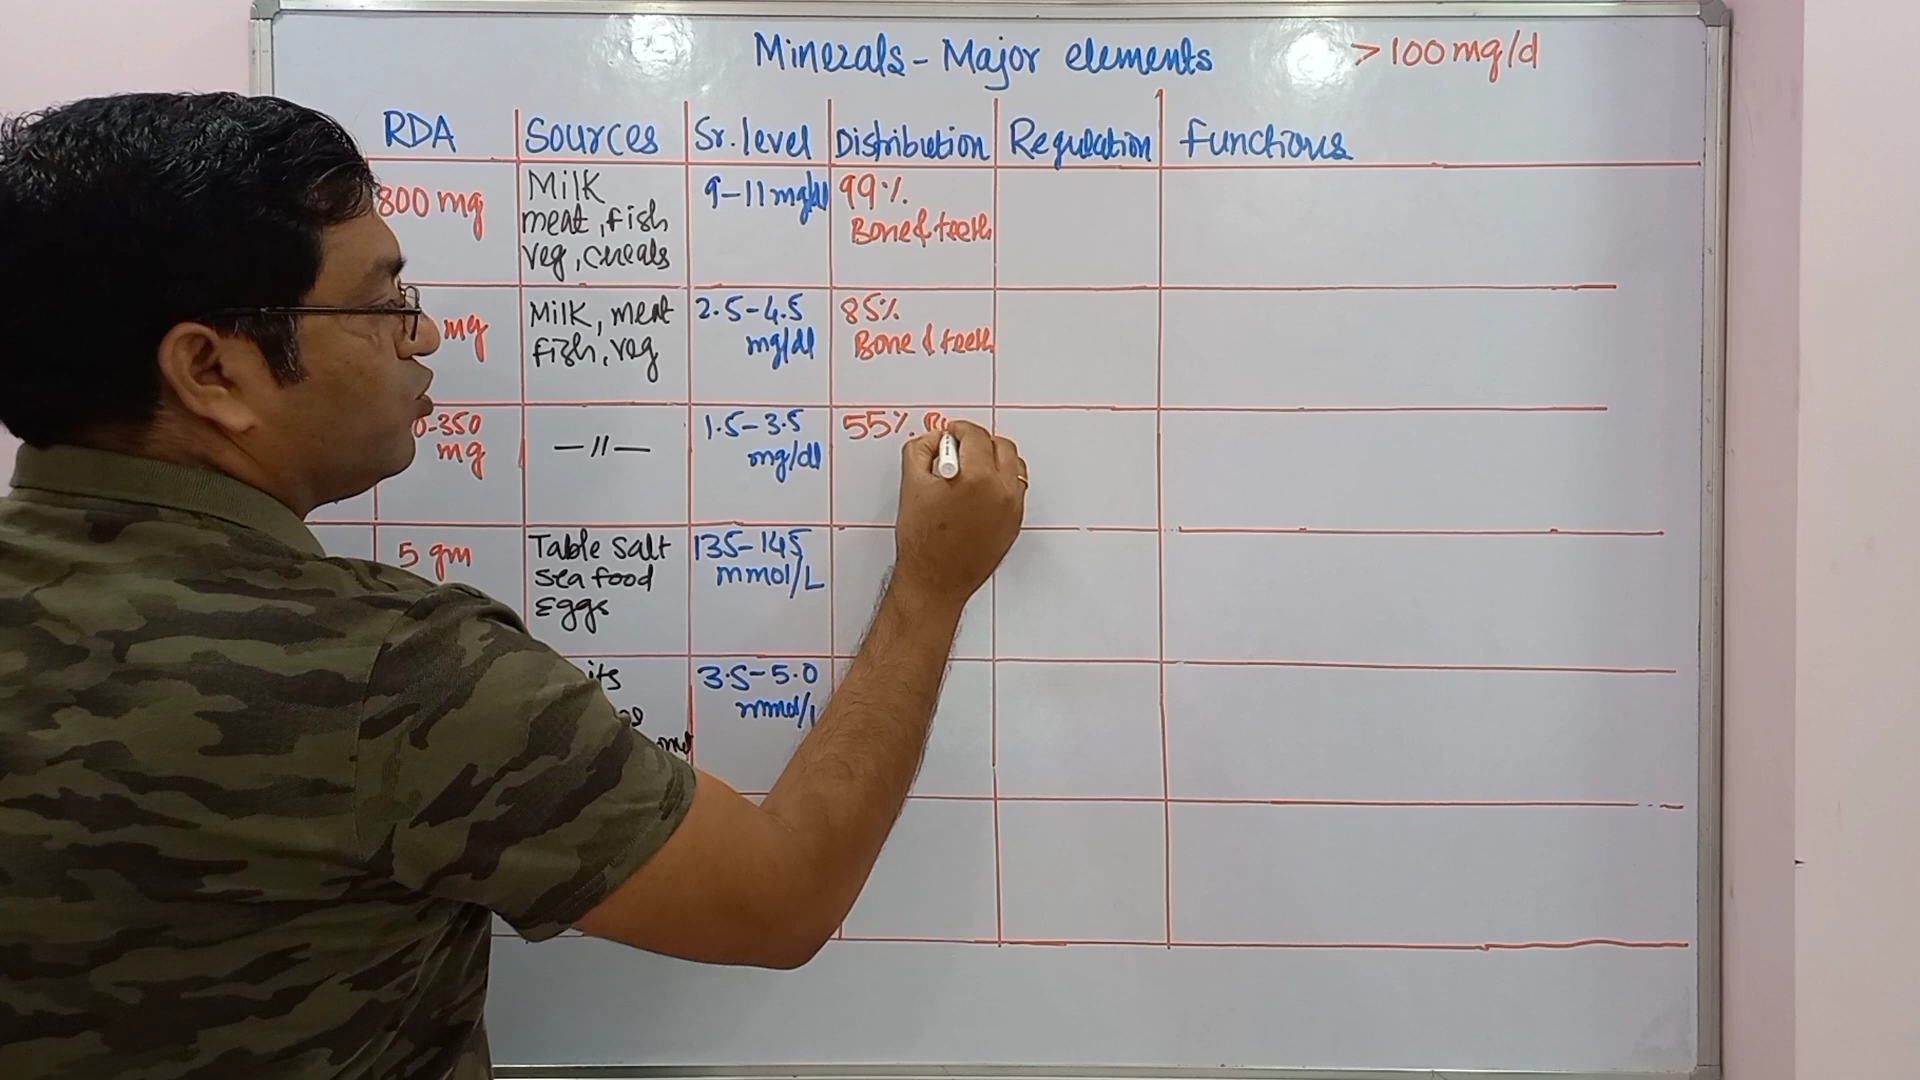 Minerals - Major elements
> 100 mg/d
RDA
Sources
Sr. level
Distribution
Regulation
Functions
800 mg
Milk
meat, fish
veg, cereals
9-11 mg/dl
99%
Bone & teeth
mg
Milk, meat
fish, veg
2.5-4.5
mg/dl
85%
Bone & teeth
0-350
mg
—//—
1.5-3.5
mg/dl
55%
5 gm
Table salt
sea food
Eggs
135-145
mmol/L
3.5-5.0
mmol/L